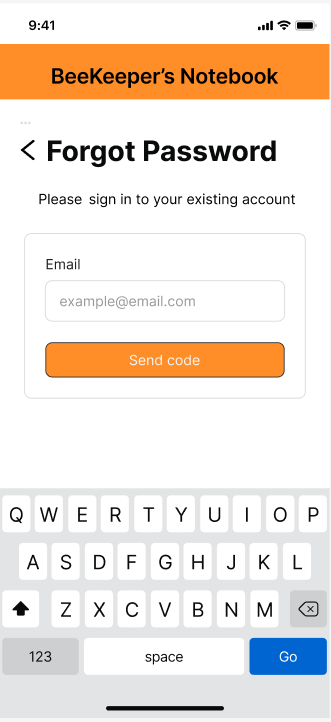 9:41
BeeKeeper’s Notebook
...
Forgot Password
Please sign in to your existing account
Email
example@email.com
Send code
Q W E R T Y U I O P
A S D F G H J K L
Z X C V B N M
123 space Go